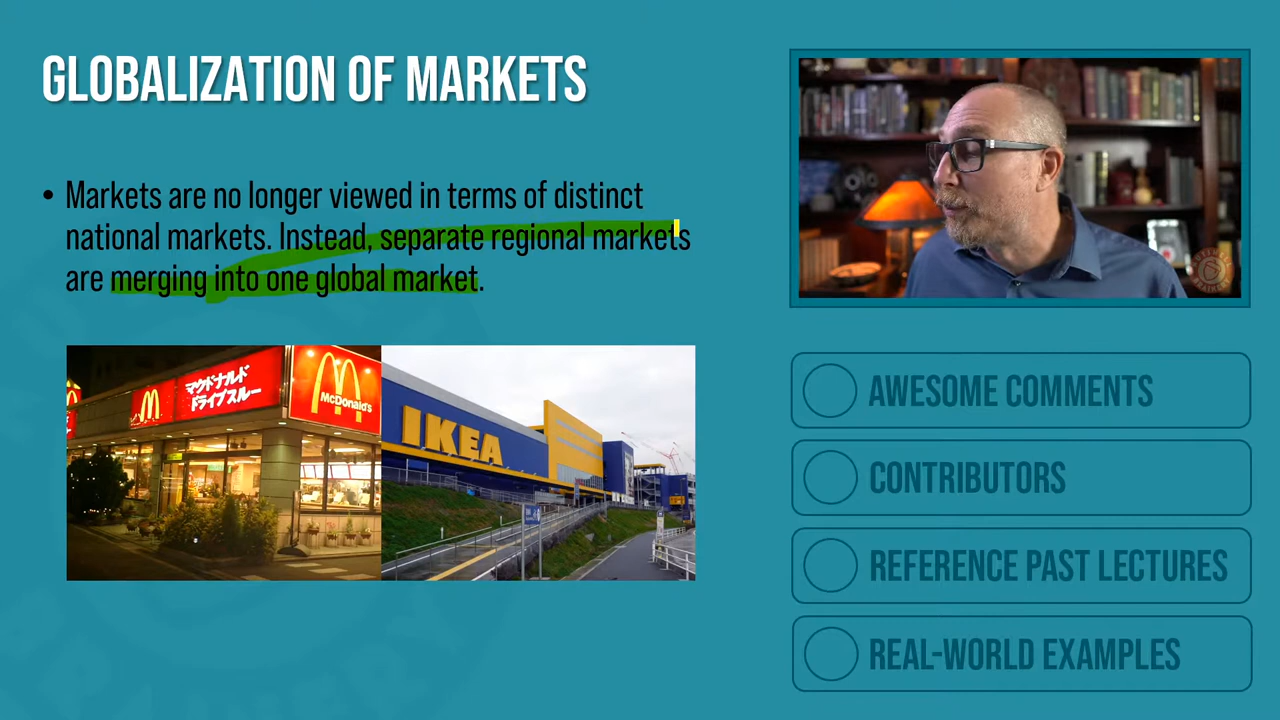 GLOBALIZATION OF MARKETS
• Markets are no longer viewed in terms of distinct
national markets. Instead, separate regional markets
are merging into one global market.
マクドナルド
ドライブスルー
McDonald's
IKEA
AWESOME COMMENTS
CONTRIBUTORS
REFERENCE PAST LECTURES
REAL-WORLD EXAMPLES